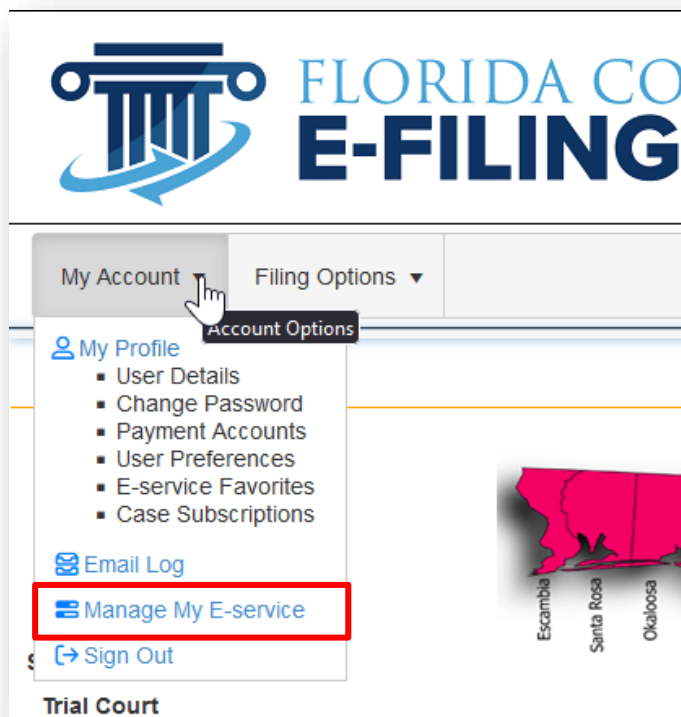 FLORIDA CO
E-FILING
My Account
Filing Options
Account Options
My Profile
User Details
Change Password
Payment Accounts
User Preferences
E-service Favorites
Case Subscriptions
Email Log
Manage My E-service
Sign Out
Escambia
Santa Rosa
Okaloosa
Trial Court